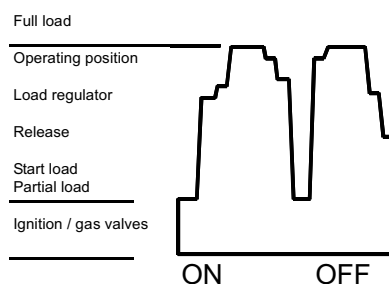 Full load
Operating position
Load regulator
Release
Start load
Partial load
Ignition / gas valves
ON OFF